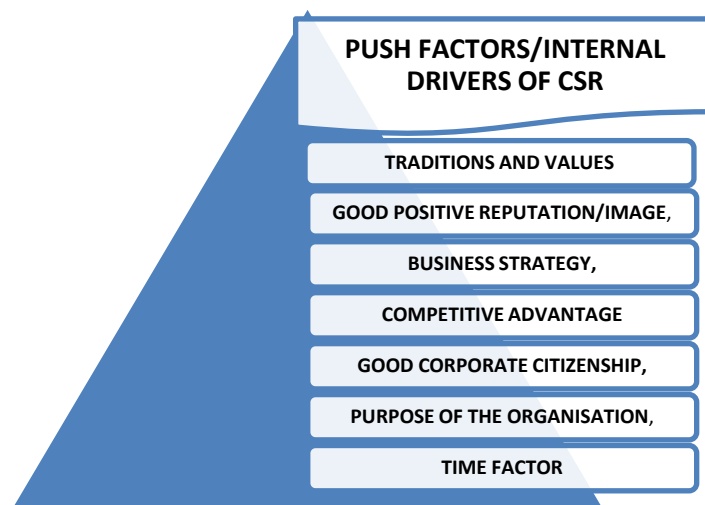 PUSH FACTORS/INTERNAL
DRIVERS OF CSR
TRADITIONS AND VALUES
GOOD POSITIVE REPUTATION/IMAGE,
BUSINESS STRATEGY,
COMPETITIVE ADVANTAGE
GOOD CORPORATE CITIZENSHIP,
PURPOSE OF THE ORGANISATION,
TIME FACTOR